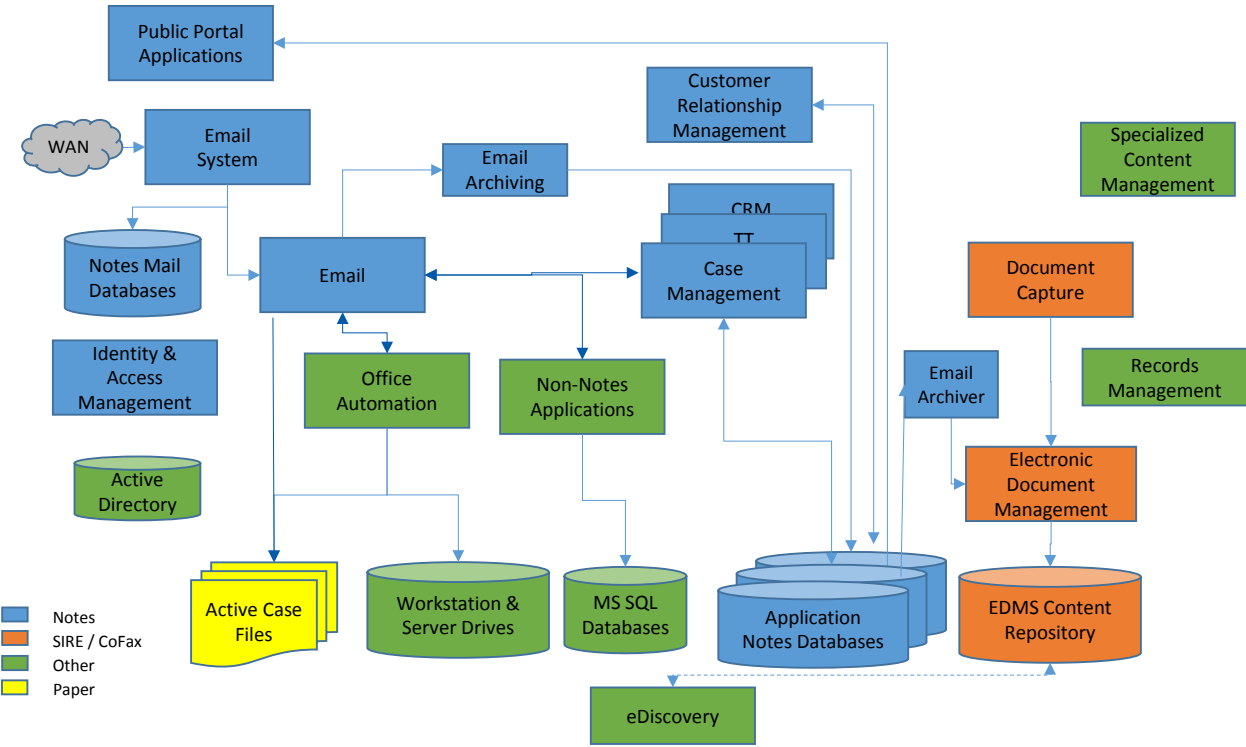 Public Portal
Applications
Customer
Relationship
Management
WAN
Email
System
Specialized
Content
Management
Email
Archiving
CRM
TT
Notes Mail
Databases
Email
Case
Management
Document
Capture
Identity &
Access
Management
Office
Automation
Non-Notes
Applications
Email
Archiver
Records
Management
Active
Directory
Electronic
Document
Management
Active Case
Files
Workstation &
Server Drives
MS SQL
Databases
Application
Notes Databases
EDMS Content
Repository
Notes
SIRE / CoFax
Other
Paper
eDiscovery